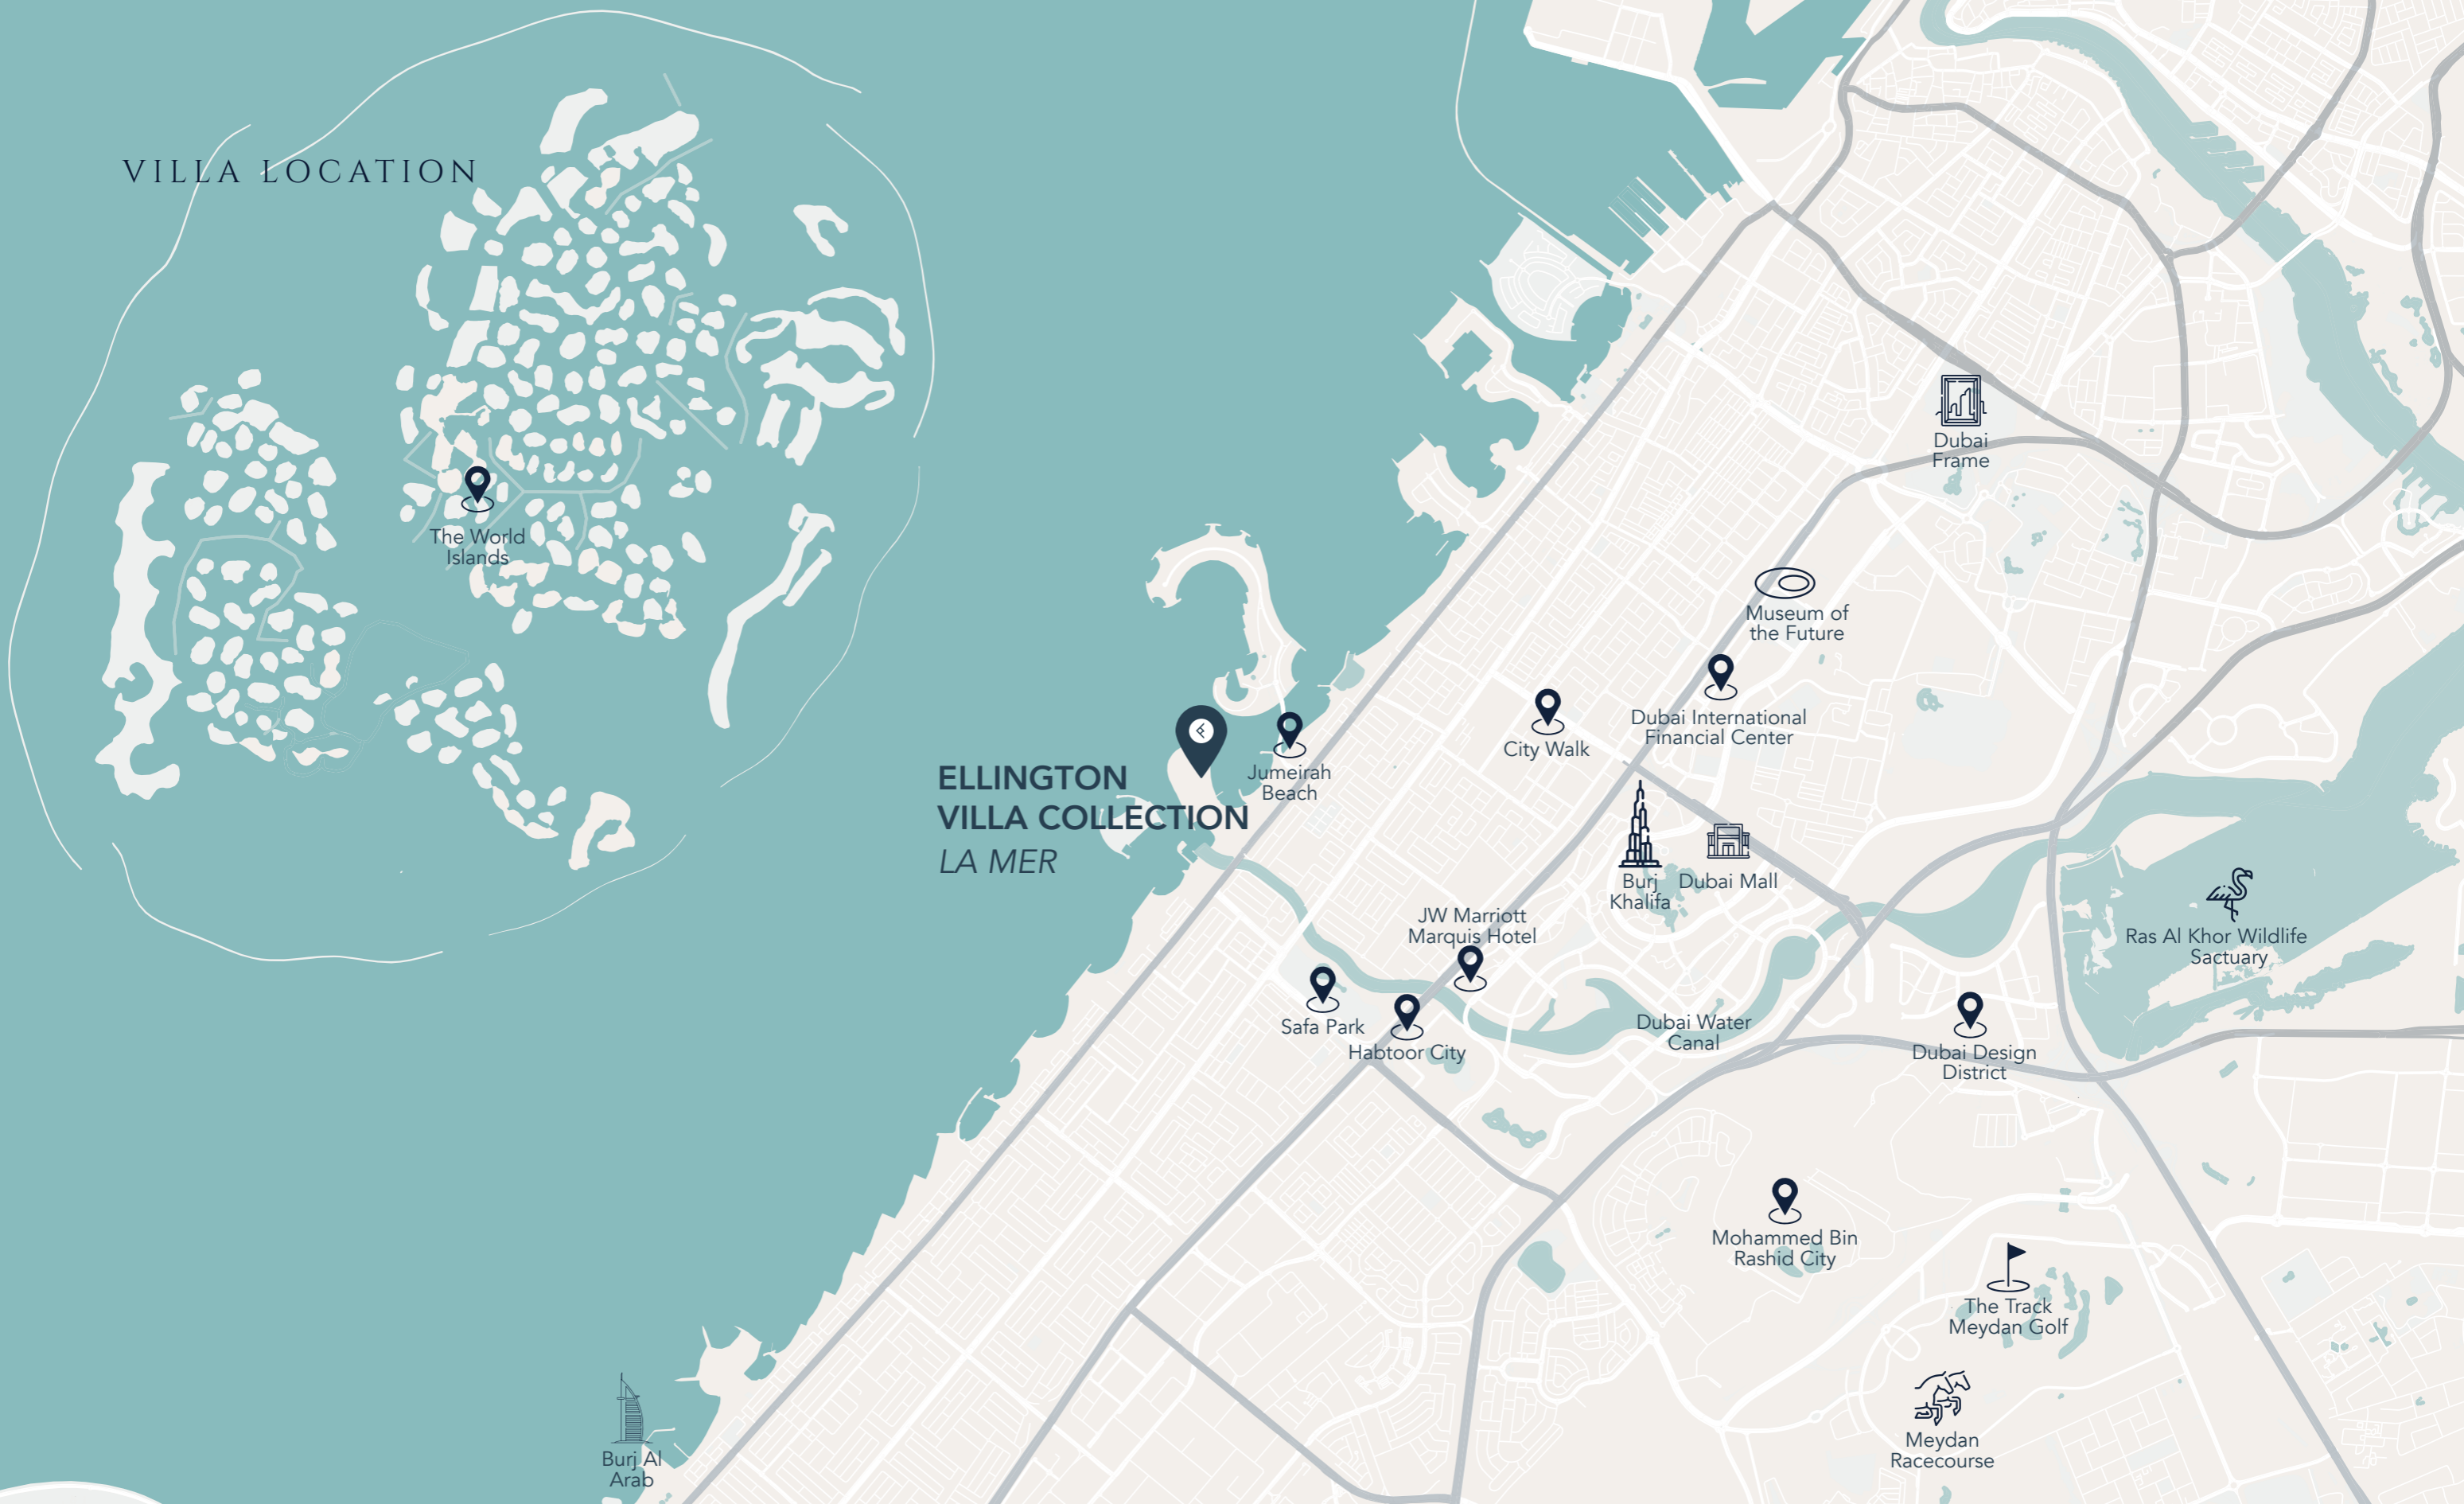 VILLA LOCATION
Dubai
Frame
The World
Islands
Museum of
the Future
Dubai International
Financial Center
City Walk
ELLINGTON
VILLA COLLECTION
LA MER
Jumeirah
Beach
Burj
Khalifa
Dubai Mall
JW Marriott
Marquis Hotel
Ras Al Khor Wildlife
Sactuary
Safa Park
Habtoor City
Dubai Water
Canal
Dubai Design
District
Mohammed Bin
Rashid City
The Track
Meydan Golf
Meydan
Racecourse
Burj Al
Arab